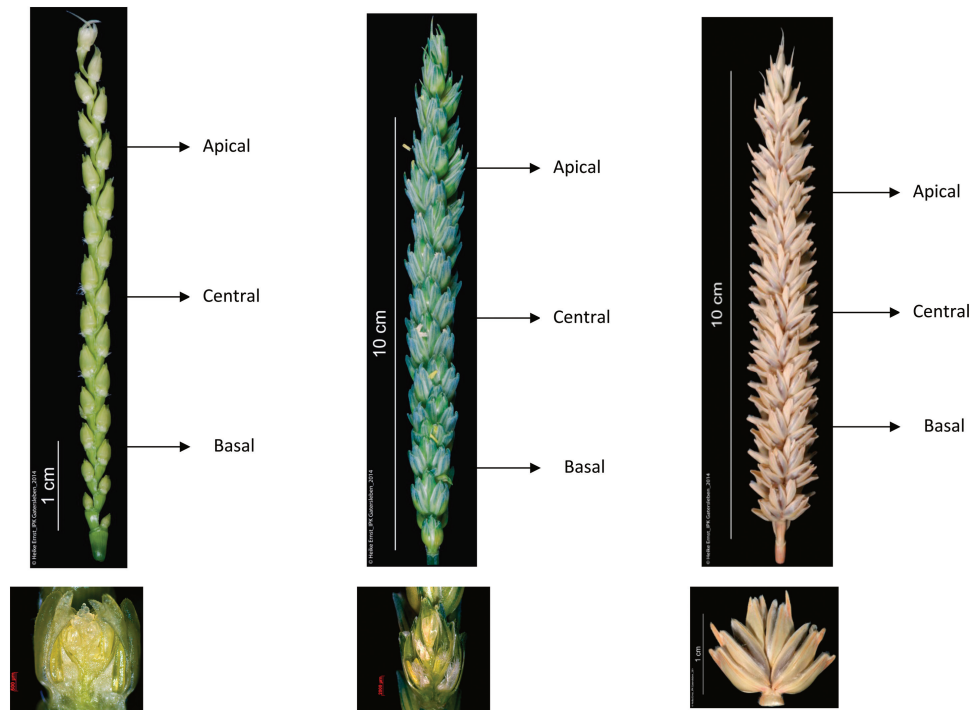 Apical
Central
Basal
1 cm
© Heike Ernst_IPK Gatersleben_2014
Apical
Central
Basal
10 cm
© Heike Ernst_IPK Gatersleben_2014
Apical
Central
Basal
10 cm
© Heike Ernst_IPK Gatersleben_2014
1 cm